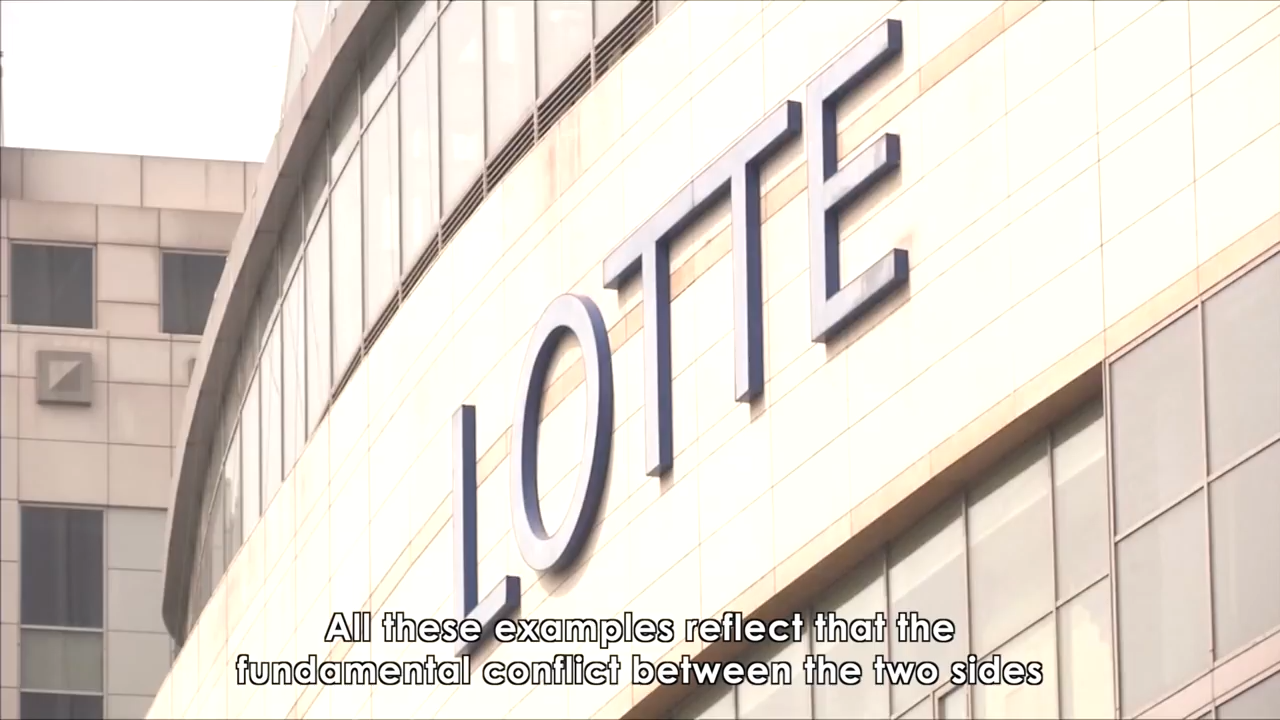 LOTTE
All these examples reflect that the
fundamental conflict between the two sides